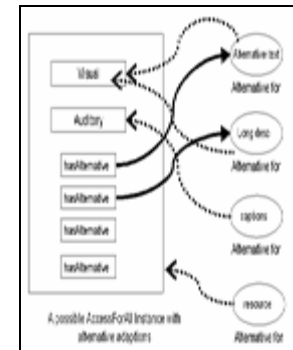 Visual
Auditory
hasAlternative
hasAlternative
hasAlternative
hasAlternative
Alternative text
Alternative for
Long desc
Alternative for
captions
Alternative for
resource
Alternative for
A possible AccessForAll instance with
alternative adaptions